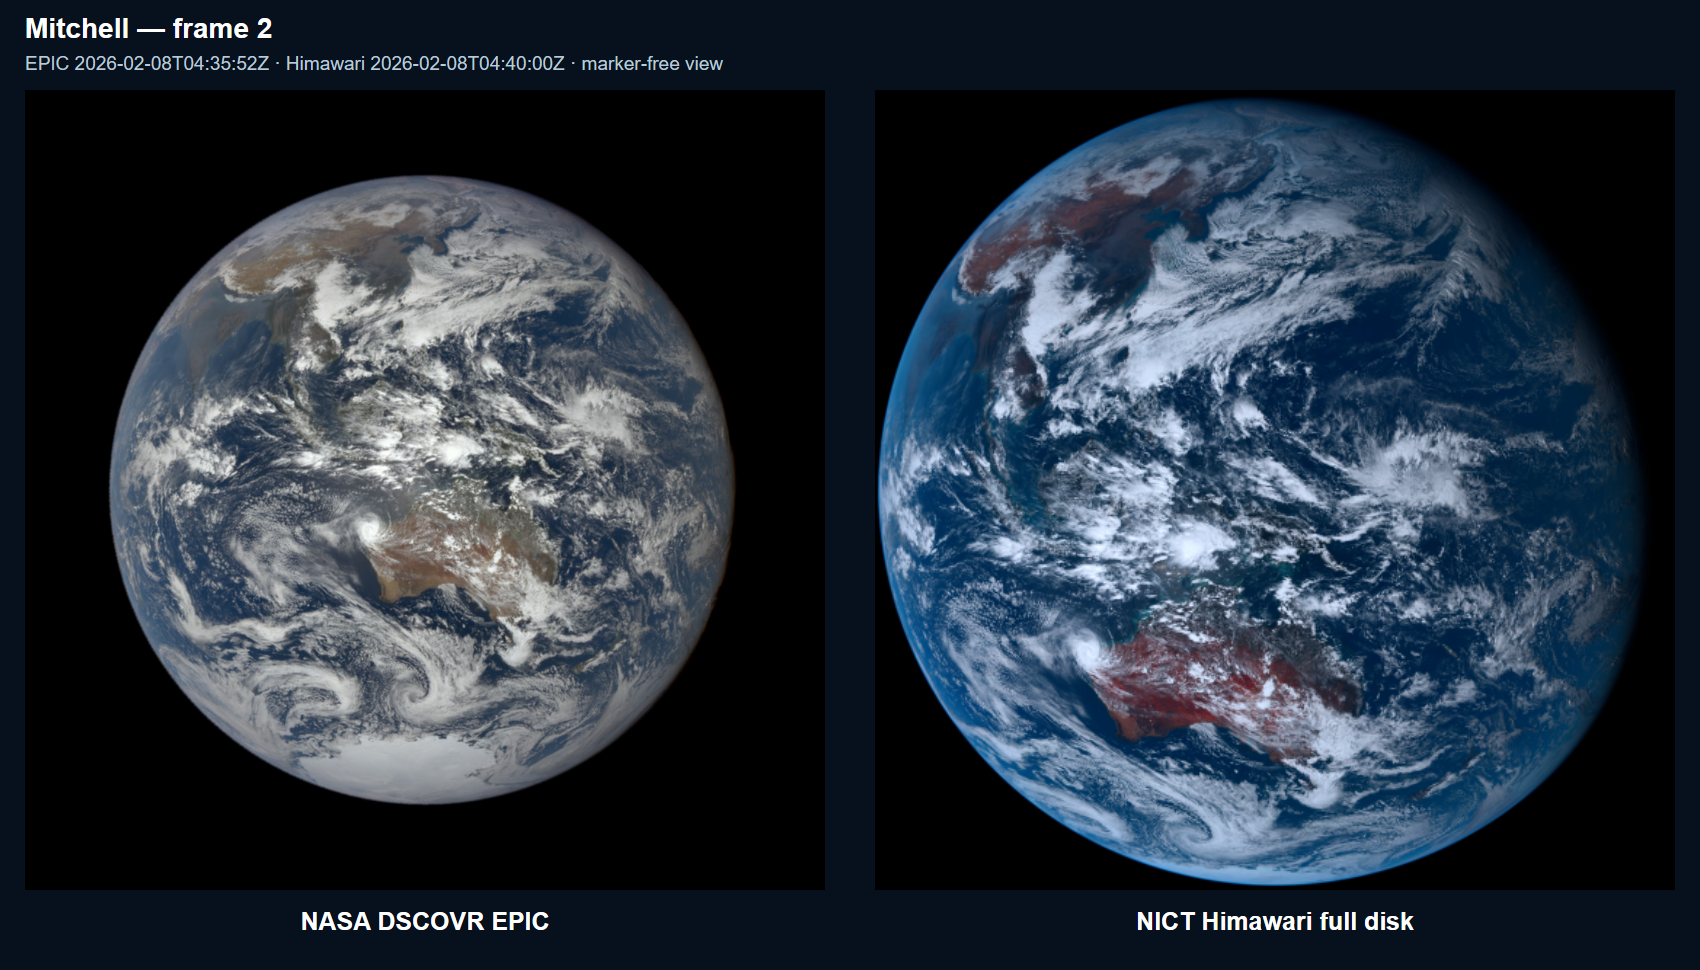 Mitchell — frame 2
EPIC 2026-02-08T04:35:52Z · Himawari 2026-02-08T04:40:00Z · marker-free view
NASA DSCOVR EPIC
NICT Himawari full disk